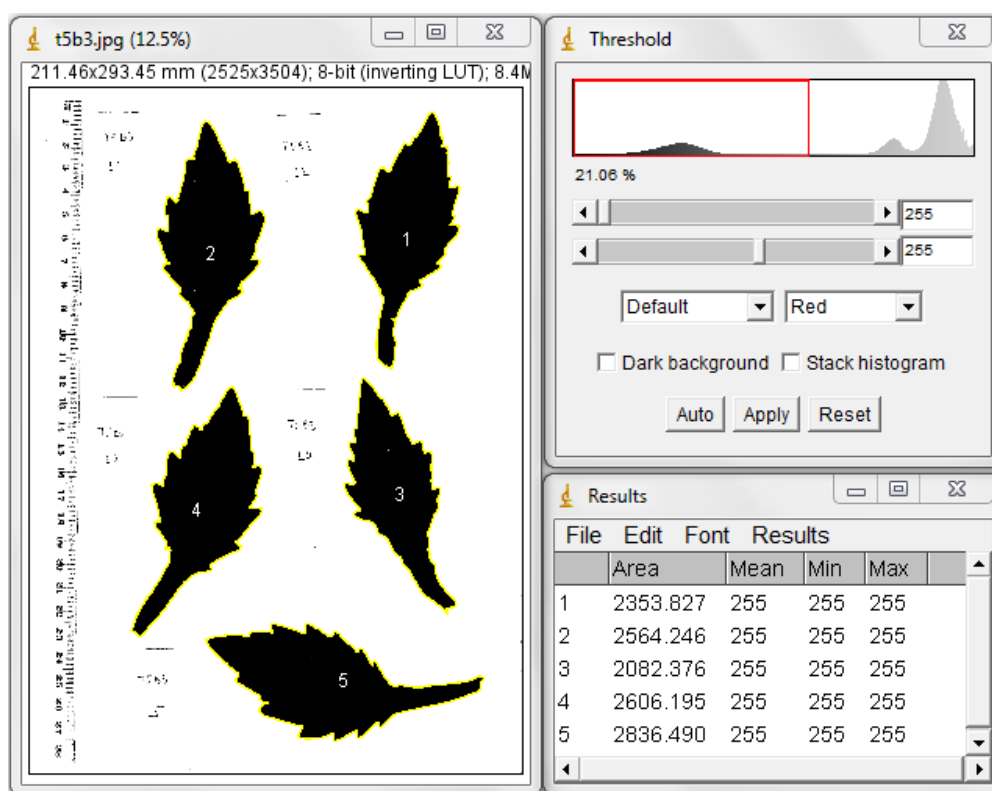 t5b3.jpg (12.5%)
211.46x293.45 mm (2525x3504); 8-bit (inverting LUT); 8.4M
2
1
4
3
5
Threshold
21.06 %
255
255
Default Red
Dark background Stack histogram
Auto Apply Reset
Results
File Edit Font Results
Area Mean Min Max
1 2353.827 255 255 255
2 2564.246 255 255 255
3 2082.376 255 255 255
4 2606.195 255 255 255
5 2836.490 255 255 255